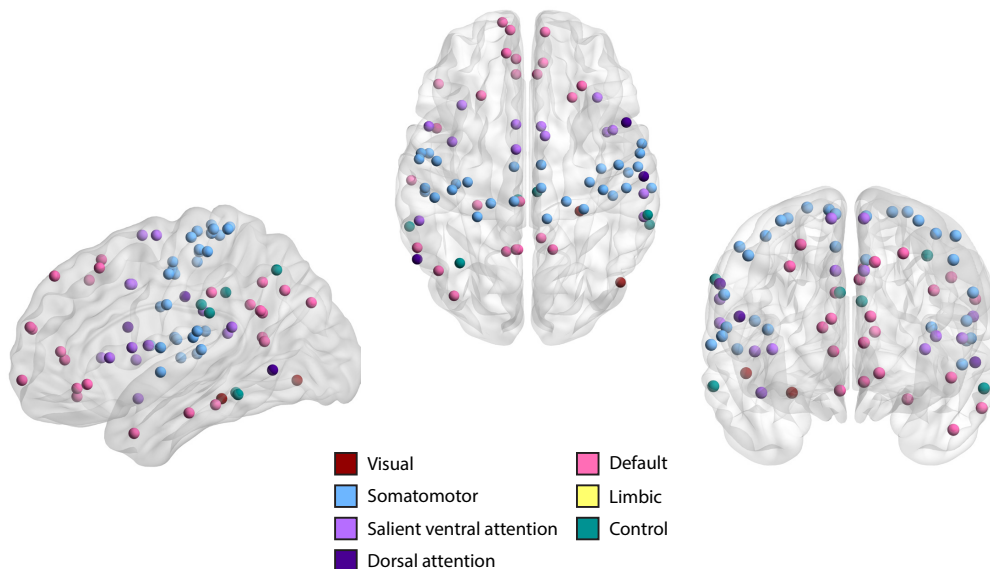 Visual
Somatomotor
Salient ventral attention
Dorsal attention
Default
Limbic
Control